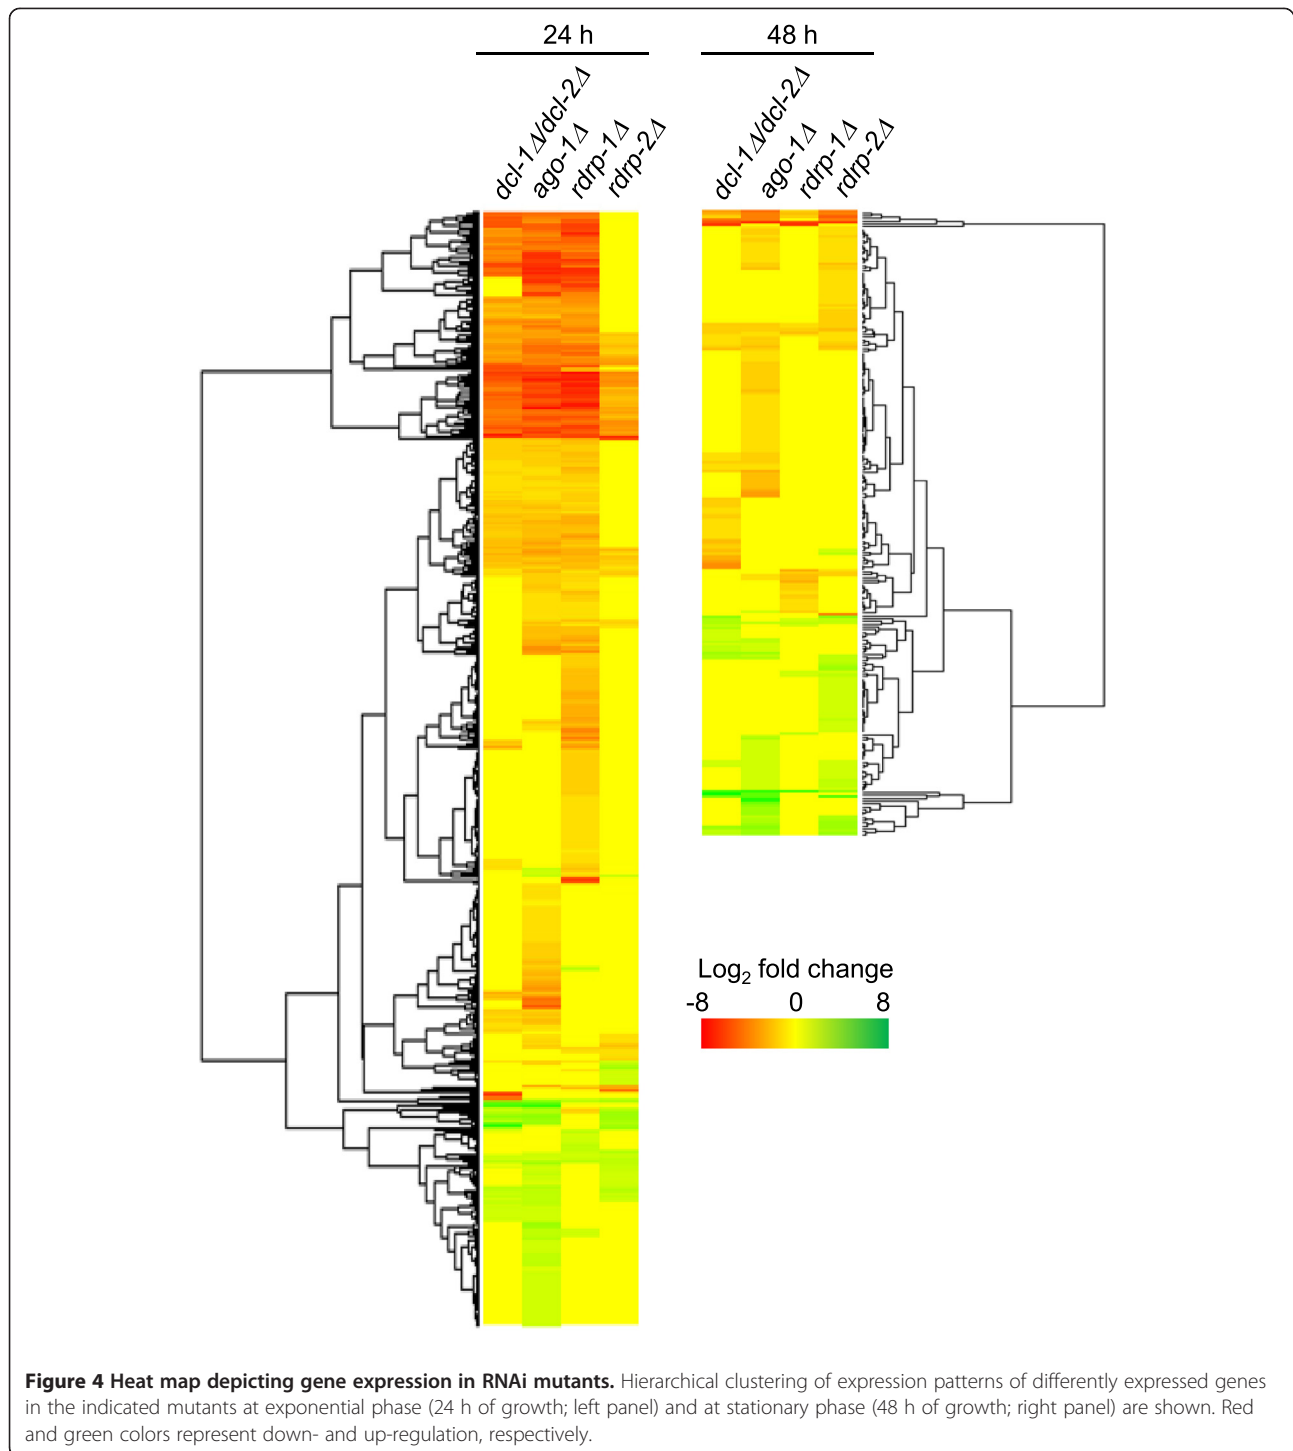 24 h
48 h
dcl-1Δ/dcl-2Δ
ago-1Δ
rdrp-1Δ
rdrp-2Δ
dcl-1Δ/dcl-2Δ
ago-1Δ
rdrp-1Δ
rdrp-2Δ
Log₂ fold change
-8 0 8
Figure 4 Heat map depicting gene expression in RNAi mutants. Hierarchical clustering of expression patterns of differently expressed genes
in the indicated mutants at exponential phase (24 h of growth; left panel) and at stationary phase (48 h of growth; right panel) are shown. Red
and green colors represent down- and up-regulation, respectively.